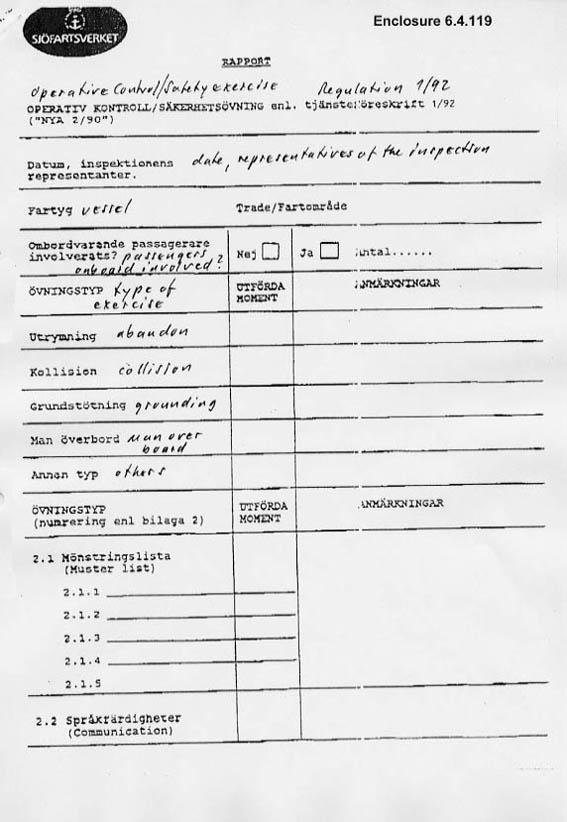 SJÖFARTSVERKET
Enclosure 6.4.119
RAPPORT
Operative Control/Safety exercise Regulation 1/92
OPERATIV KONTROLL/SÄKERHETSÖVNING enl. tjänsteföreskrift 1/92
("NYA 2/90")
Datum, inspektionens date, representatives of the inspection
representanter.
Fartyg vessel Trade/Fartområde
Ombordvarande passagerare
involverats? passengers Nej Ja Antal......
onboard involved?
ÖVNINGSTYP type of UTFÖRDA ANMÄRKNINGAR
exercise MOMENT
Utrymning abandon
Kollision collision
Grundstötning grounding
Man överbord man over
board
Annan typ others
ÖVNINGSTYP UTFÖRDA ANMÄRKNINGAR
(numrering enl bilaga 2) MOMENT
2.1 Mönstringslista
(Muster list)
2.1.1
2.1.2
2.1.3
2.1.4
2.1.5
2.2 Språkfärdigheter
(Communication)